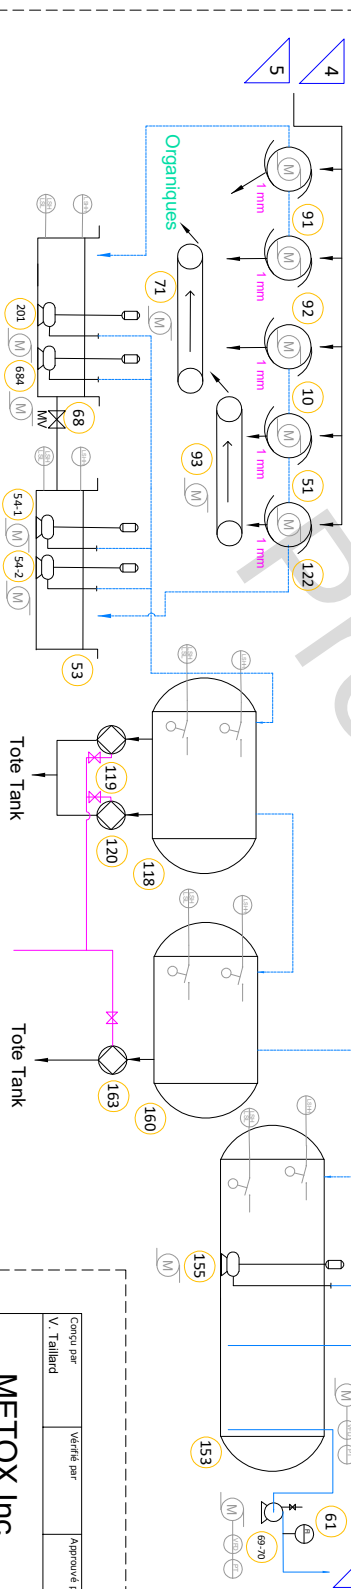 5
4
M
91
1 mm
M
92
1 mm
M
10
1 mm
M
51
1 mm
M
122
1 mm
Organiques
71
M
93
M
201
M
684
M
68
MV
54-1
M
54-2
M
53
119
120
118
Tote Tank
163
160
Tote Tank
155
M
153
M
61
69-70
M
VFD
PT
Conçu par
V. Taillard
Vérifié par
METOX Inc